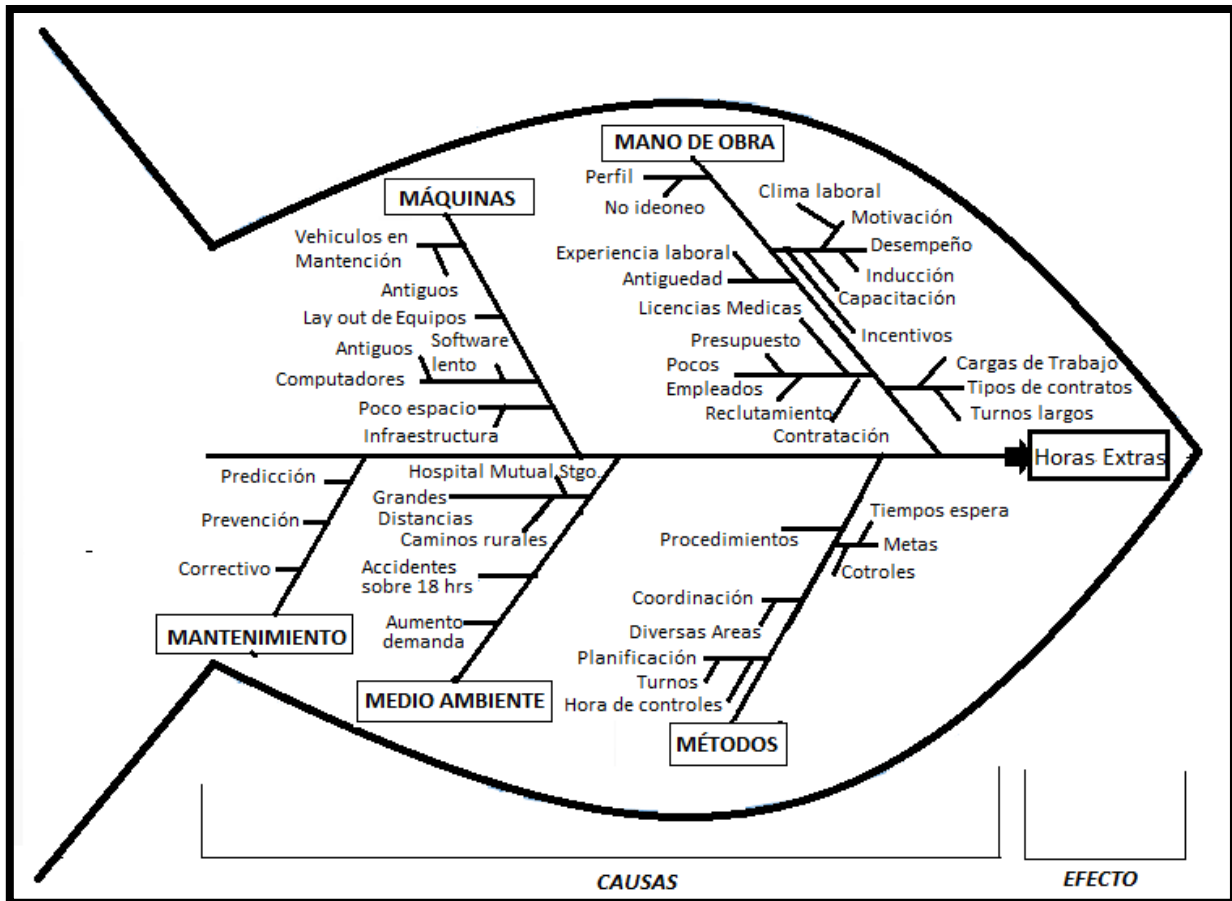 MANO DE OBRA
Perfil
No ideoneo
Clima laboral
Motivación
Desempeño
Inducción
Capacitación
Incentivos
Experiencia laboral
Antiguedad
Licencias Medicas
Presupuesto
Pocos
Empleados
Reclutamiento
Contratación
Cargas de Trabajo
Tipos de contratos
Turnos largos
MÁQUINAS
Vehiculos en
Mantención
Antiguos
Lay out de Equipos
Antiguos
Software
lento
Computadores
Poco espacio
Infraestructura
Horas Extras
Predicción
Prevención
Correctivo
MANTENIMIENTO
Hospital Mutual Stgo.
Grandes
Distancias
Caminos rurales
Accidentes
sobre 18 hrs
Aumento
demanda
MEDIO AMBIENTE
Procedimientos
Tiempos espera
Metas
Cotroles
Coordinación
Diversas Areas
Planificación
Turnos
Hora de controles
MÉTODOS
CAUSAS
EFECTO